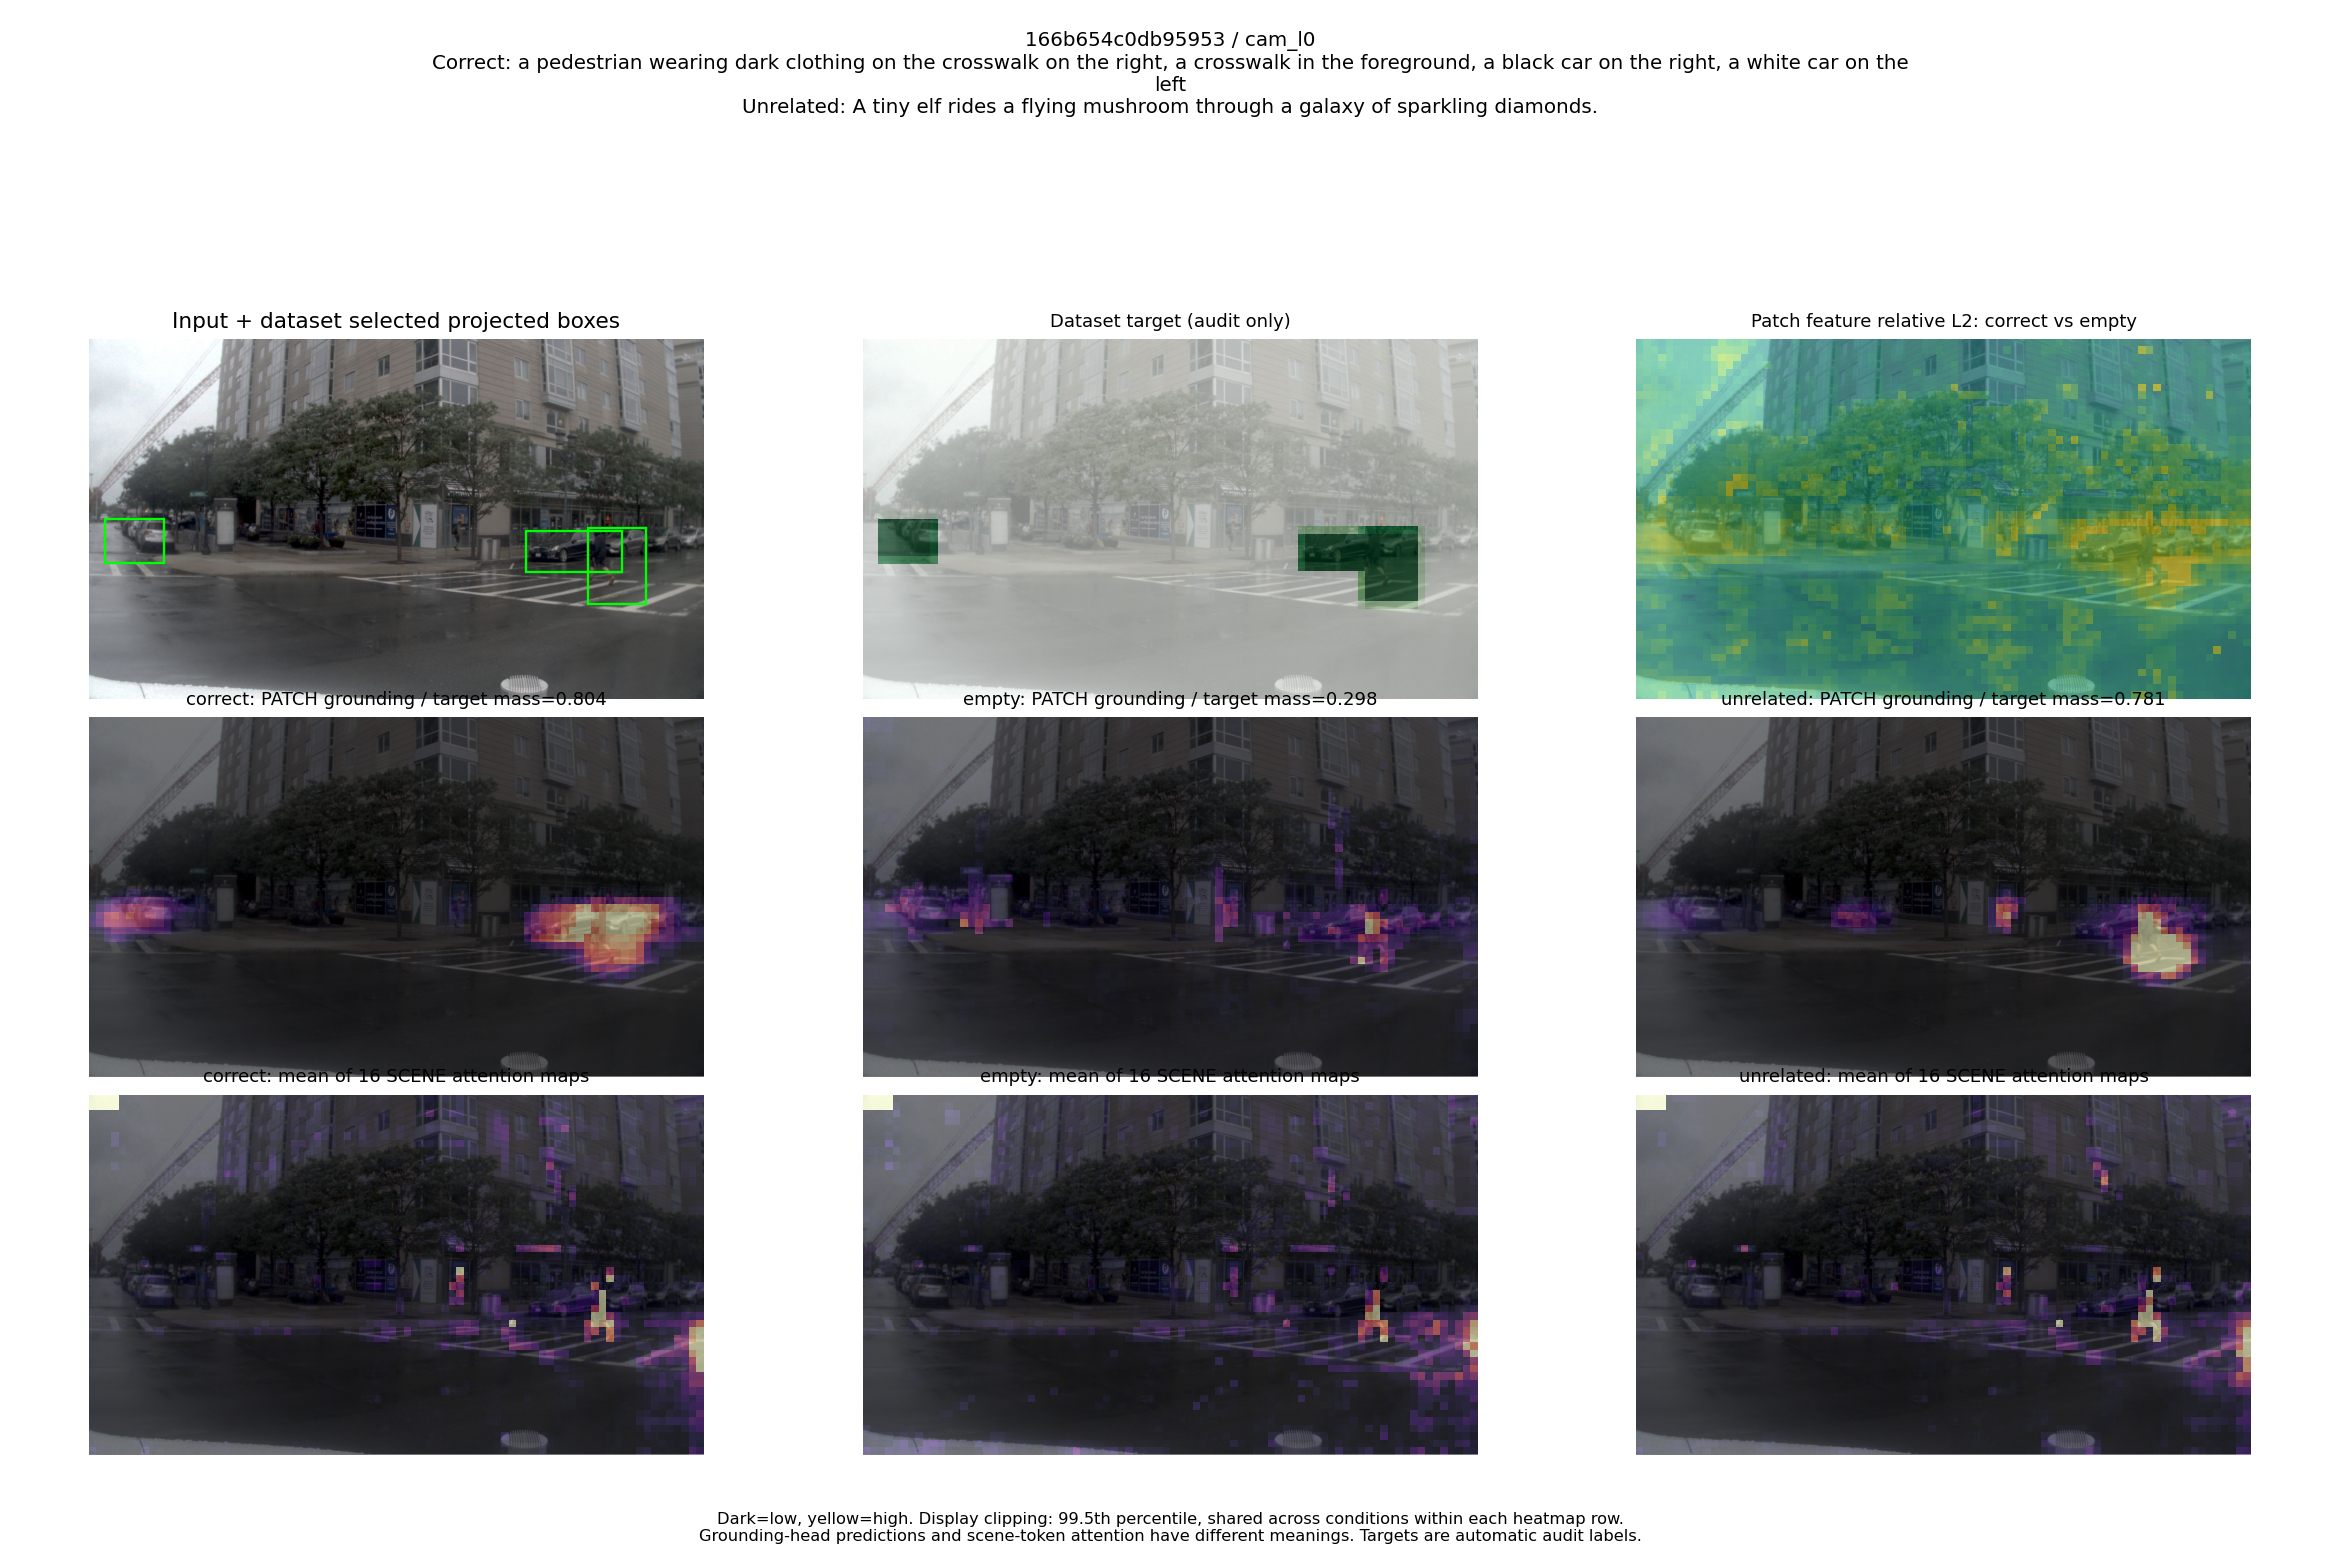 166b654c0db95953 / cam_l0
Correct: a pedestrian wearing dark clothing on the crosswalk on the right, a crosswalk in the foreground, a black car on the right, a white car on the
left
Unrelated: A tiny elf rides a flying mushroom through a galaxy of sparkling diamonds.
Input + dataset selected projected boxes
Dataset target (audit only)
Patch feature relative L2: correct vs empty
correct: PATCH grounding / target mass=0.804
empty: PATCH grounding / target mass=0.298
unrelated: PATCH grounding / target mass=0.781
correct: mean of 16 SCENE attention maps
empty: mean of 16 SCENE attention maps
unrelated: mean of 16 SCENE attention maps
Dark=low, yellow=high. Display clipping: 99.5th percentile, shared across conditions within each heatmap row.
Grounding-head predictions and scene-token attention have different meanings. Targets are automatic audit labels.